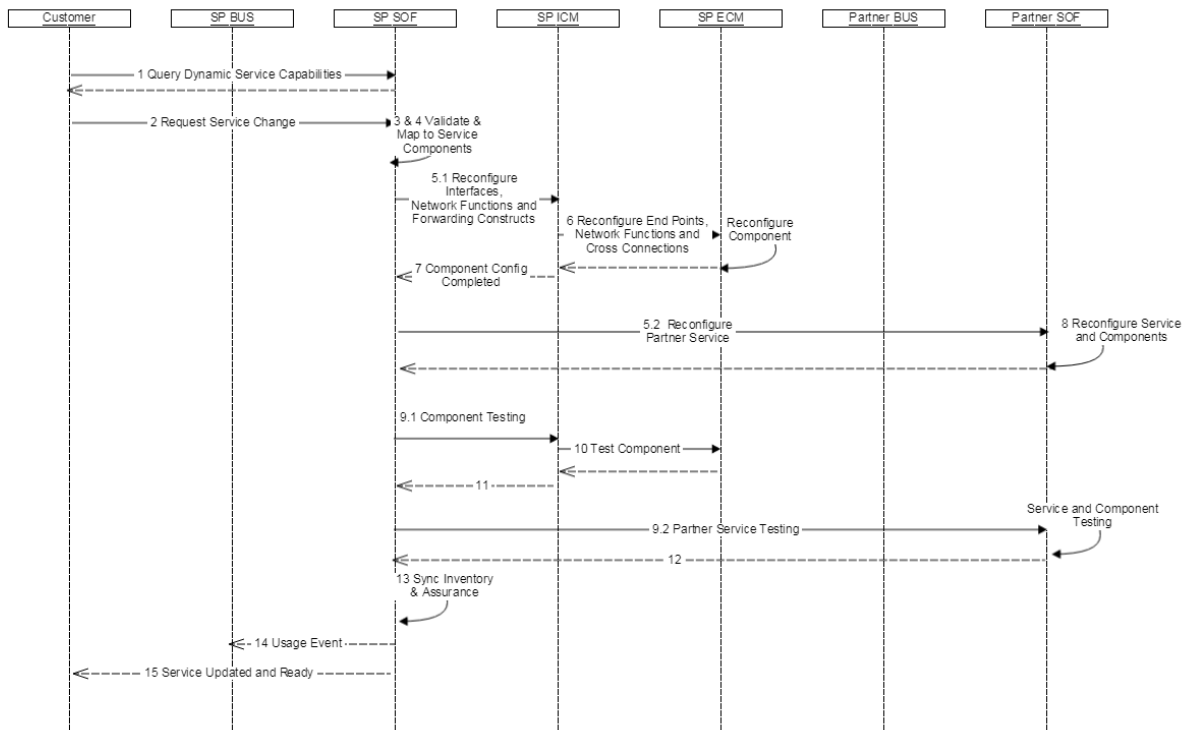 Customer
SP BUS
SP SOF
SP ICM
SP ECM
Partner BUS
Partner SOF
1 Query Dynamic Service Capabilities
2 Request Service Change
3 & 4 Validate &
Map to Service
Components
5.1 Reconfigure
Interfaces,
Network Functions and
Forwarding Constructs
6 Reconfigure End Points,
Network Functions and
Cross Connections
Reconfigure
Component
7 Component Config
Completed
5.2 Reconfigure
Partner Service
8 Reconfigure Service
and Components
9.1 Component Testing
10 Test Component
11
Service and Component
Testing
9.2 Partner Service Testing
12
13 Sync Inventory
& Assurance
14 Usage Event
15 Service Updated and Ready